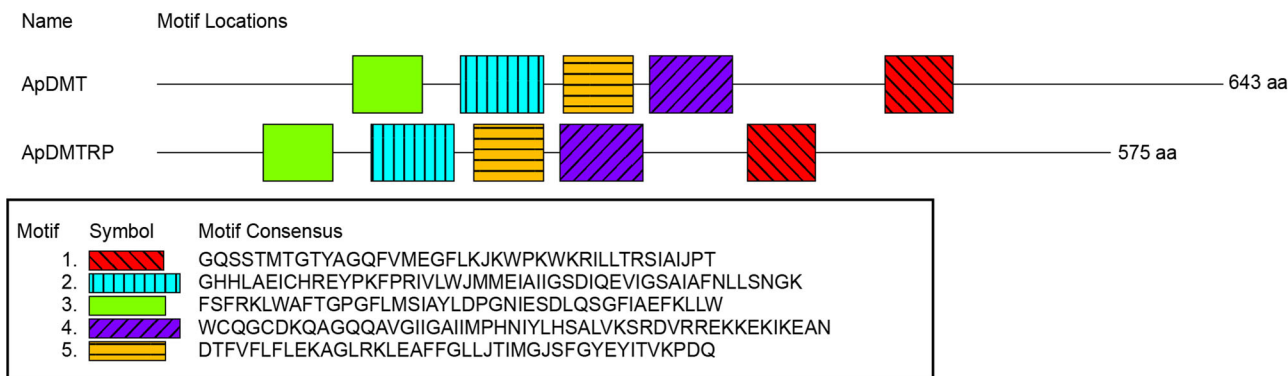 Name Motif Locations
ApDMT 643 aa
ApDMTRP 575 aa
Motif Symbol Motif Consensus
1. GQSSTMTGTYAGQFVMEGFLKJKWPKWKRILLTRSIAIJPT
2. GHHLAEICHREYPKFPRIVLWJMMEIAIIGSDIQEVIGSAIAFNLLSNGK
3. FSFRKLWAFTGPGFLMSIAYLDPGNIESDLQSGFIAEFKLLW
4. WCQGCDKQAGQQAVGIIGAIIMPHNIYLHSALVKSRDVRREKKEKIKEAN
5. DTFVFLFLEKAGLRKLEAFFGLLJTIMGJSFGYEYITVKPDQ